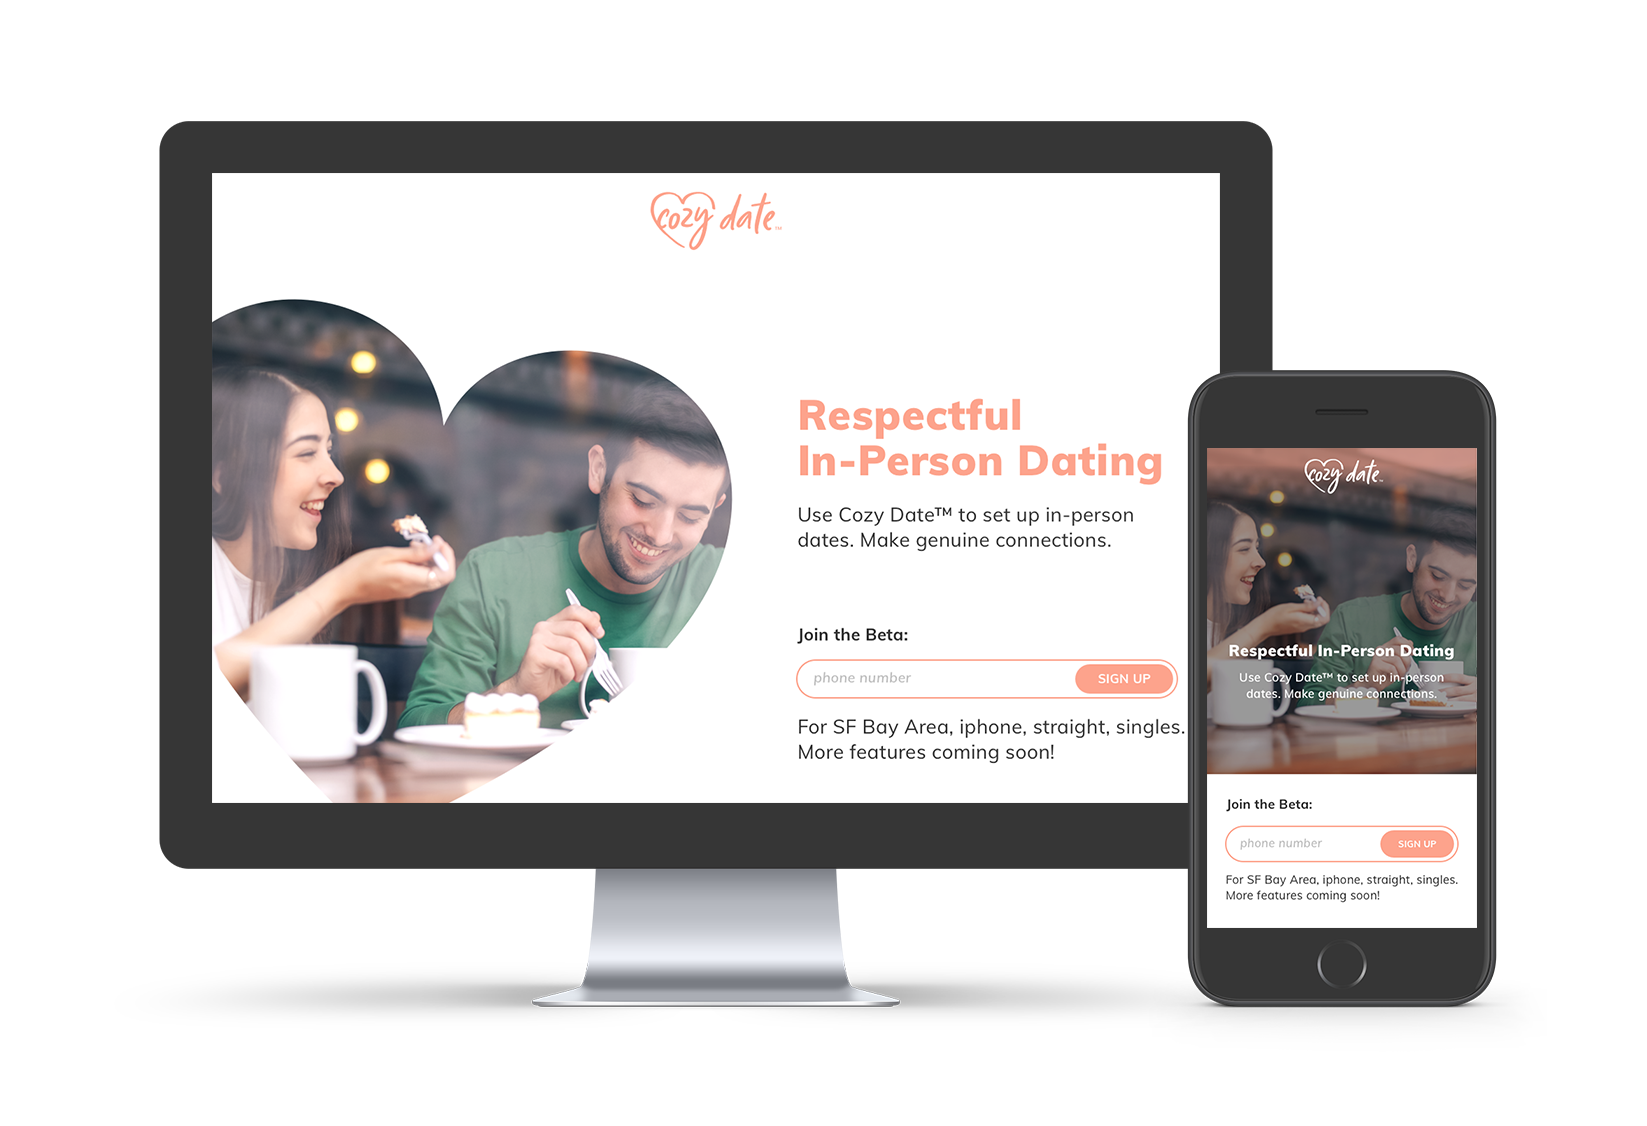 cozy date™
Respectful
In-Person Dating
Use Cozy Date™ to set up in-person
dates. Make genuine connections.
Join the Beta:
phone number
SIGN UP
For SF Bay Area, iphone, straight, singles.
More features coming soon!
cozy date™
Respectful In-Person Dating
Use Cozy Date™ to set up in-person
dates. Make genuine connections.
Join the Beta:
phone number
SIGN UP
For SF Bay Area, iphone, straight, singles.
More features coming soon!